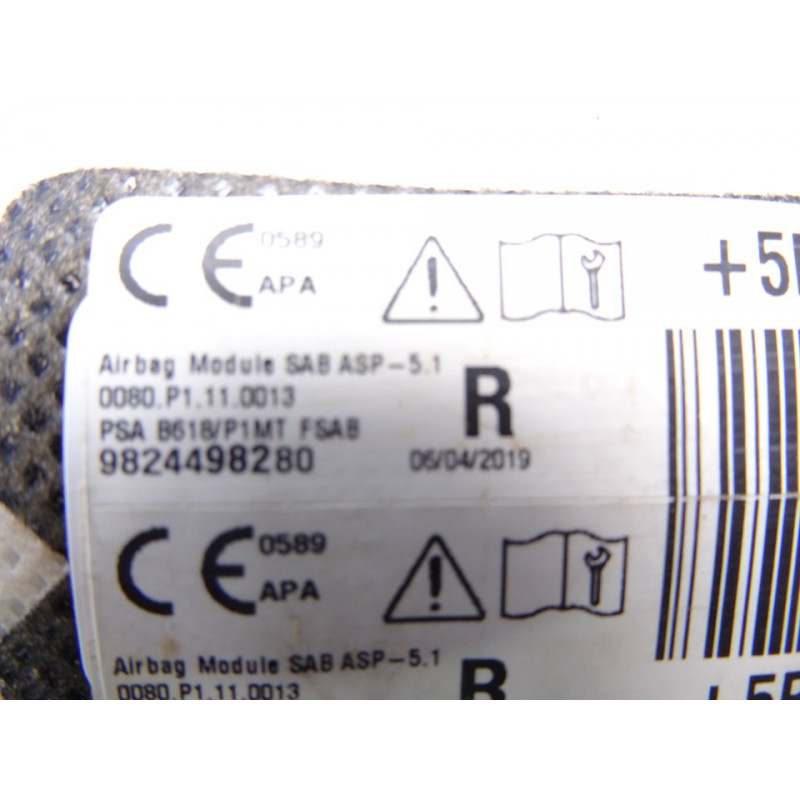 CE 0589
APA
+5
Airbag Module SAB ASP-5.1
0080.P1.11.0013
R
PSA B618/P1MT FSAB
9824498280
06/04/2019
CE 0589
APA
Airbag Module SAB ASP-5.1
0080.P1.11.0013
R
+5